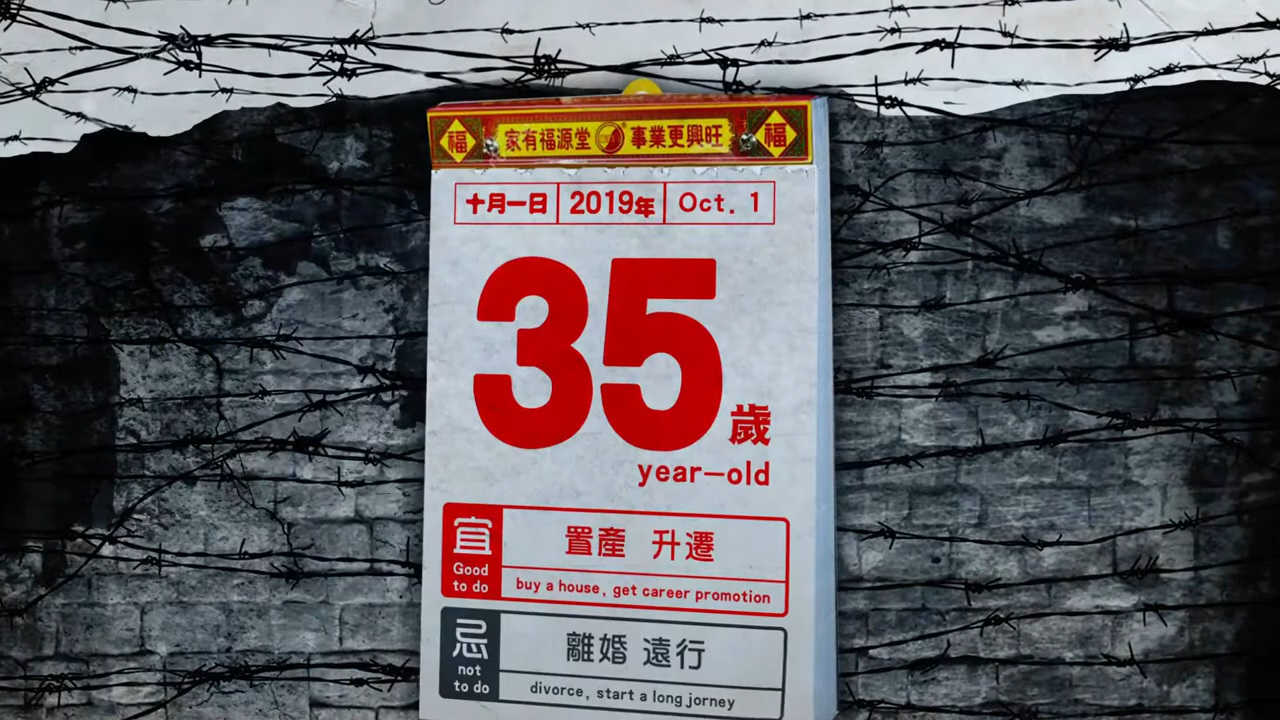 福 家有福源堂 事業更興旺 福
十月一日 2019年 Oct. 1
35 歲
year-old
宜 置產 升遷
Good to do buy a house, get career promotion
忌 離婚 遠行
not to do divorce, start a long jorney